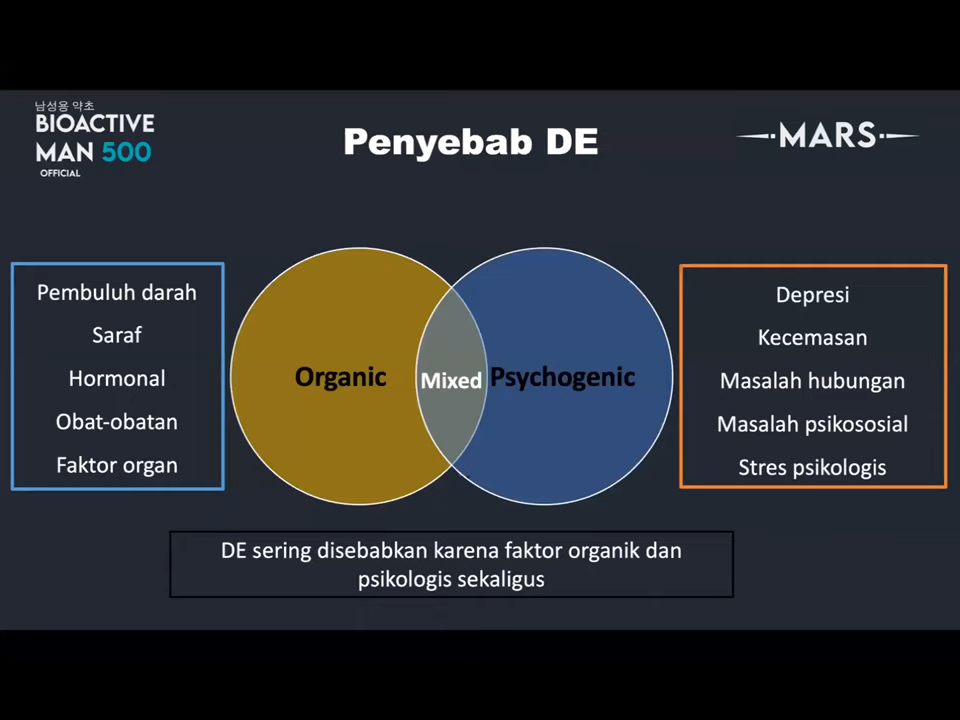 남성용 약초
BIOACTIVE
MAN 500
OFFICIAL
Penyebab DE
MARS
Pembuluh darah
Saraf
Hormonal
Obat-obatan
Faktor organ
Organic
Mixed
Psychogenic
Depresi
Kecemasan
Masalah hubungan
Masalah psikososial
Stres psikologis
DE sering disebabkan karena faktor organik dan
psikologis sekaligus